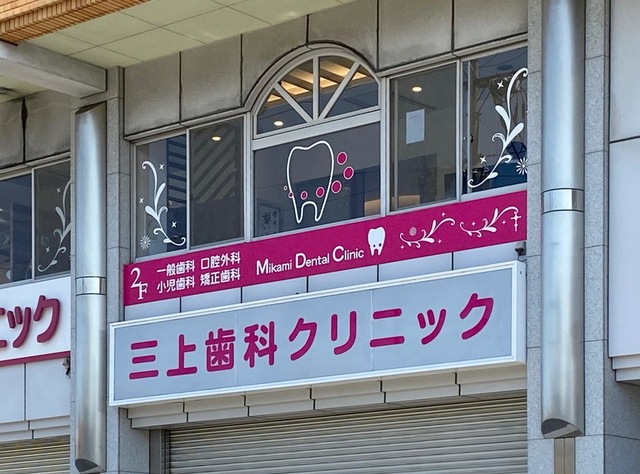 2F
一般歯科 口腔外科
小児歯科 矯正歯科
Mikami Dental Clinic
三上歯科クリニック
ニック